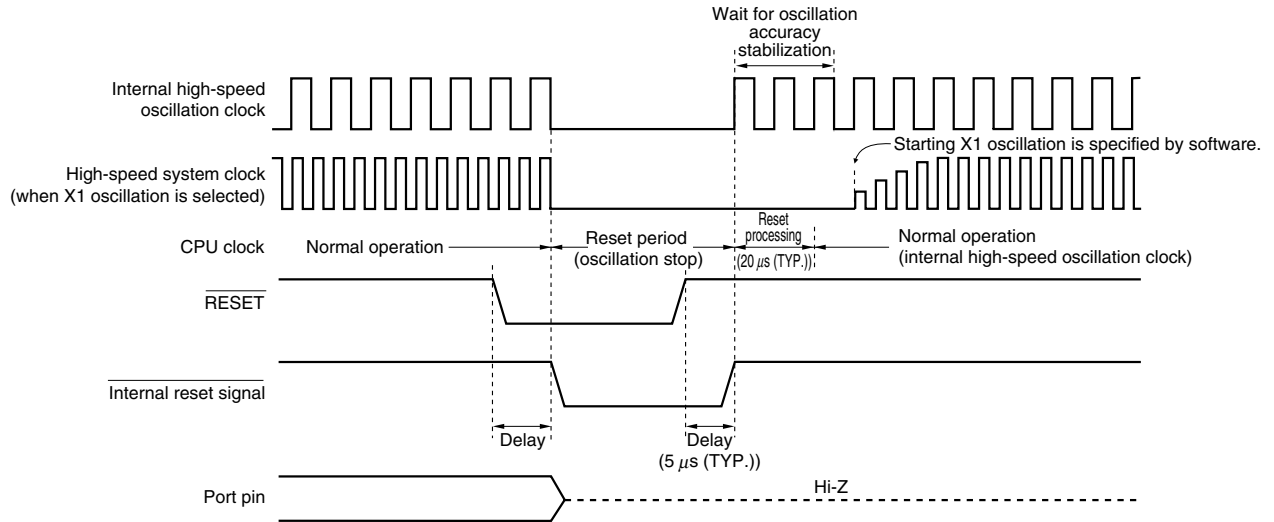 Wait for oscillation
accuracy
stabilization
Internal high-speed
oscillation clock
Starting X1 oscillation is specified by software.
High-speed system clock
(when X1 oscillation is selected)
CPU clock
Normal operation
Reset period
(oscillation stop)
Reset
processing
(20 μs (TYP.))
Normal operation
(internal high-speed oscillation clock)
RESET
Internal reset signal
Delay
Delay
(5 μs (TYP.))
Port pin
Hi-Z